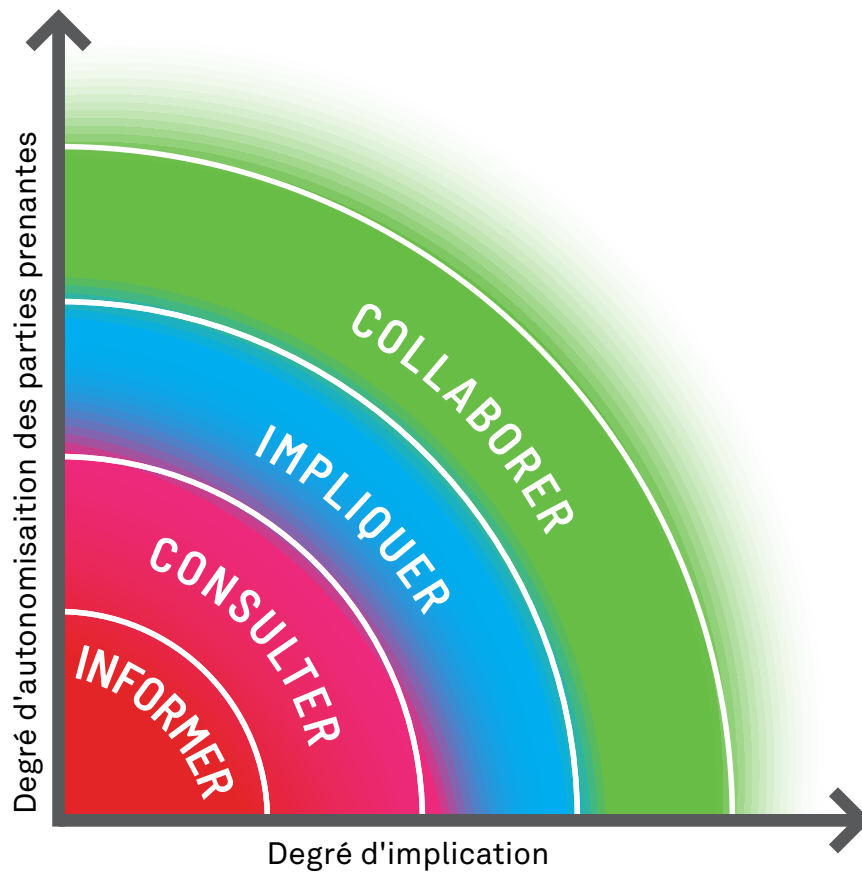 Degré d'autonomisaition des parties prenantes
COLLABORER
IMPLIQUER
CONSULTER
INFORMER
Degré d'implication